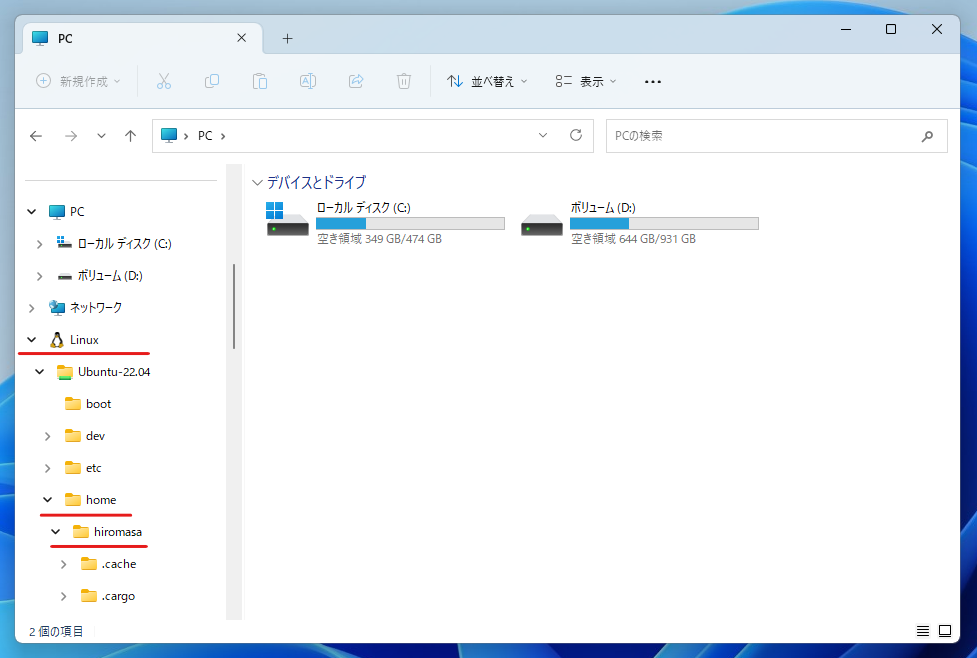 PC
新規作成
並べ替え
表示
PC
PCの検索
PC
ローカル ディスク (C:)
ボリューム (D:)
ネットワーク
Linux
Ubuntu-22.04
boot
dev
etc
home
hiromasa
.cache
.cargo
デバイスとドライブ
ローカル ディスク (C:)
空き領域 349 GB/474 GB
ボリューム (D:)
空き領域 644 GB/931 GB
2 個の項目